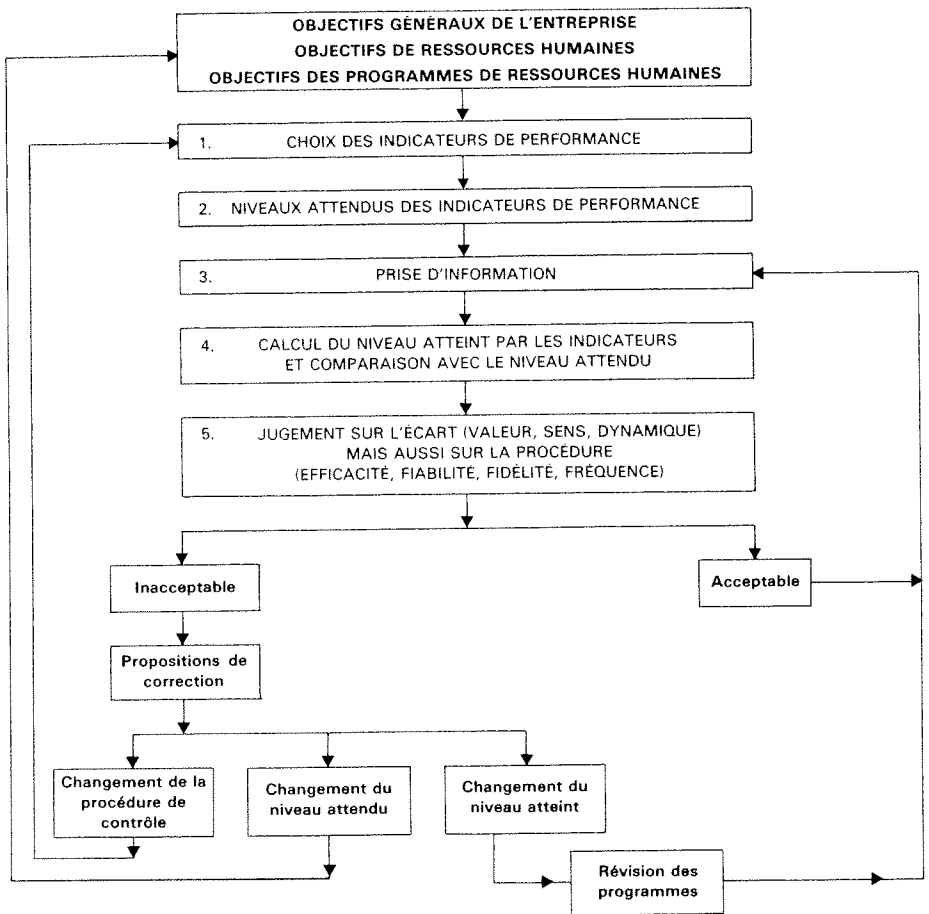 OBJECTIFS GÉNÉRAUX DE L'ENTREPRISE
OBJECTIFS DE RESSOURCES HUMAINES
OBJECTIFS DES PROGRAMMES DE RESSOURCES HUMAINES
1. CHOIX DES INDICATEURS DE PERFORMANCE
2. NIVEAUX ATTENDUS DES INDICATEURS DE PERFORMANCE
3. PRISE D'INFORMATION
4. CALCUL DU NIVEAU ATTEINT PAR LES INDICATEURS
ET COMPARAISON AVEC LE NIVEAU ATTENDU
5. JUGEMENT SUR L'ÉCART (VALEUR, SENS, DYNAMIQUE)
MAIS AUSSI SUR LA PROCÉDURE
(EFFICACITÉ, FIABILITÉ, FIDÉLITÉ, FRÉQUENCE)
Inacceptable
Acceptable
Propositions de
correction
Changement de la
procédure de
contrôle
Changement du
niveau attendu
Changement du
niveau atteint
Révision des
programmes